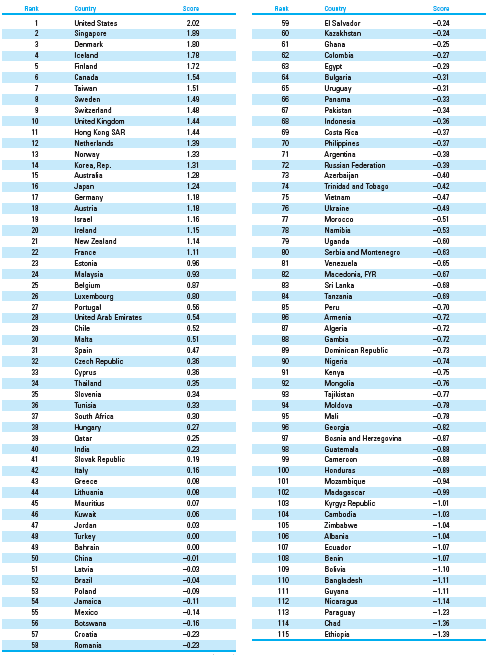 Rank Country Score
1 United States 2.02
2 Singapore 1.89
3 Denmark 1.80
4 Iceland 1.78
5 Finland 1.72
6 Canada 1.54
7 Taiwan 1.51
8 Sweden 1.49
9 Switzerland 1.48
10 United Kingdom 1.44
11 Hong Kong SAR 1.44
12 Netherlands 1.39
13 Norway 1.33
14 Korea, Rep. 1.31
15 Australia 1.28
16 Japan 1.24
17 Germany 1.18
18 Austria 1.18
19 Israel 1.16
20 Ireland 1.15
21 New Zealand 1.14
22 France 1.11
23 Estonia 0.96
24 Malaysia 0.93
25 Belgium 0.87
26 Luxembourg 0.80
27 Portugal 0.56
28 United Arab Emirates 0.54
29 Chile 0.52
30 Malta 0.51
31 Spain 0.47
32 Czech Republic 0.36
33 Cyprus 0.36
34 Thailand 0.35
35 Slovenia 0.34
36 Tunisia 0.33
37 South Africa 0.30
38 Hungary 0.27
39 Qatar 0.25
40 India 0.23
41 Slovak Republic 0.19
42 Italy 0.16
43 Greece 0.08
44 Lithuania 0.08
45 Mauritius 0.07
46 Kuwait 0.06
47 Jordan 0.03
48 Turkey 0.00
49 Bahrain 0.00
50 China –0.01
51 Latvia –0.03
52 Brazil –0.04
53 Poland –0.09
54 Jamaica –0.11
55 Mexico –0.14
56 Botswana –0.16
57 Croatia –0.23
58 Romania –0.23
Rank Country Score
59 El Salvador –0.24
60 Kazakhstan –0.24
61 Ghana –0.25
62 Colombia –0.27
63 Egypt –0.29
64 Bulgaria –0.31
65 Uruguay –0.31
66 Panama –0.33
67 Pakistan –0.34
68 Indonesia –0.36
69 Costa Rica –0.37
70 Philippines –0.37
71 Argentina –0.38
72 Russian Federation –0.39
73 Azerbaijan –0.40
74 Trinidad and Tobago –0.42
75 Vietnam –0.47
76 Ukraine –0.49
77 Morocco –0.51
78 Namibia –0.53
79 Uganda –0.60
80 Serbia and Montenegro –0.63
81 Venezuela –0.65
82 Macedonia, FYR –0.67
83 Sri Lanka –0.68
84 Tanzania –0.69
85 Peru –0.70
86 Armenia –0.72
87 Algeria –0.72
88 Gambia –0.72
89 Dominican Republic –0.73
90 Nigeria –0.74
91 Kenya –0.75
92 Mongolia –0.76
93 Tajikistan –0.77
94 Moldova –0.78
95 Mali –0.78
96 Georgia –0.82
97 Bosnia and Herzegovina –0.87
98 Guatemala –0.88
99 Cameroon –0.88
100 Honduras –0.89
101 Mozambique –0.94
102 Madagascar –0.99
103 Kyrgyz Republic –1.01
104 Cambodia –1.03
105 Zimbabwe –1.04
106 Albania –1.04
107 Ecuador –1.07
108 Benin –1.07
109 Bolivia –1.10
110 Bangladesh –1.11
111 Guyana –1.11
112 Nicaragua –1.14
113 Paraguay –1.23
114 Chad –1.36
115 Ethiopia –1.39